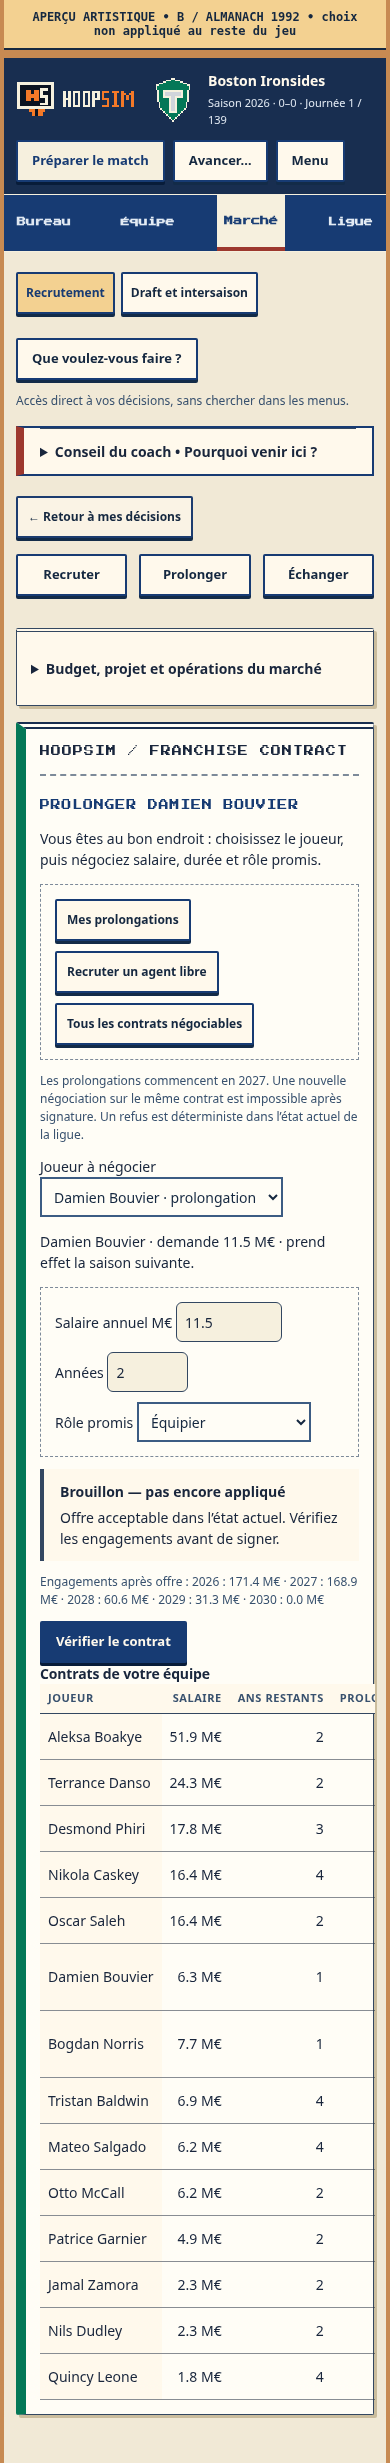 APERÇU ARTISTIQUE • B / ALMANACH 1992 • choix
non appliqué au reste du jeu
HS HOOPSIM
T
Boston Ironsides
Saison 2026 · 0–0 · Journée 1 /
139
Préparer le match
Avancer...
Menu
Bureau
Équipe
Marché
Ligue
Recrutement
Draft et intersaison
Que voulez-vous faire ?
Accès direct à vos décisions, sans chercher dans les menus.
▶ Conseil du coach • Pourquoi venir ici ?
← Retour à mes décisions
Recruter
Prolonger
Échanger
▶ Budget, projet et opérations du marché
HOOPSIM / FRANCHISE CONTRACT
PROLONGER DAMIEN BOUVIER
Vous êtes au bon endroit : choisissez le joueur,
puis négociez salaire, durée et rôle promis.
Mes prolongations
Recruter un agent libre
Tous les contrats négociables
Les prolongations commencent en 2027. Une nouvelle
négociation sur le même contrat est impossible après
signature. Un refus est déterministe dans l’état actuel de
la ligue.
Joueur à négocier
Damien Bouvier · prolongation
Damien Bouvier · demande 11.5 M€ · prend
effet la saison suivante.
Salaire annuel M€ 11.5
Années 2
Rôle promis Équipier
Brouillon — pas encore appliqué
Offre acceptable dans l’état actuel. Vérifiez
les engagements avant de signer.
Engagements après offre : 2026 : 171.4 M€ · 2027 : 168.9
M€ · 2028 : 60.6 M€ · 2029 : 31.3 M€ · 2030 : 0.0 M€
Vérifier le contrat
Contrats de votre équipe
JOUEUR SALAIRE ANS RESTANTS
Aleksa Boakye 51.9 M€ 2
Terrance Danso 24.3 M€ 2
Desmond Phiri 17.8 M€ 3
Nikola Caskey 16.4 M€ 4
Oscar Saleh 16.4 M€ 2
Damien Bouvier 6.3 M€ 1
Bogdan Norris 7.7 M€ 1
Tristan Baldwin 6.9 M€ 4
Mateo Salgado 6.2 M€ 4
Otto McCall 6.2 M€ 2
Patrice Garnier 4.9 M€ 2
Jamal Zamora 2.3 M€ 2
Nils Dudley 2.3 M€ 2
Quincy Leone 1.8 M€ 4